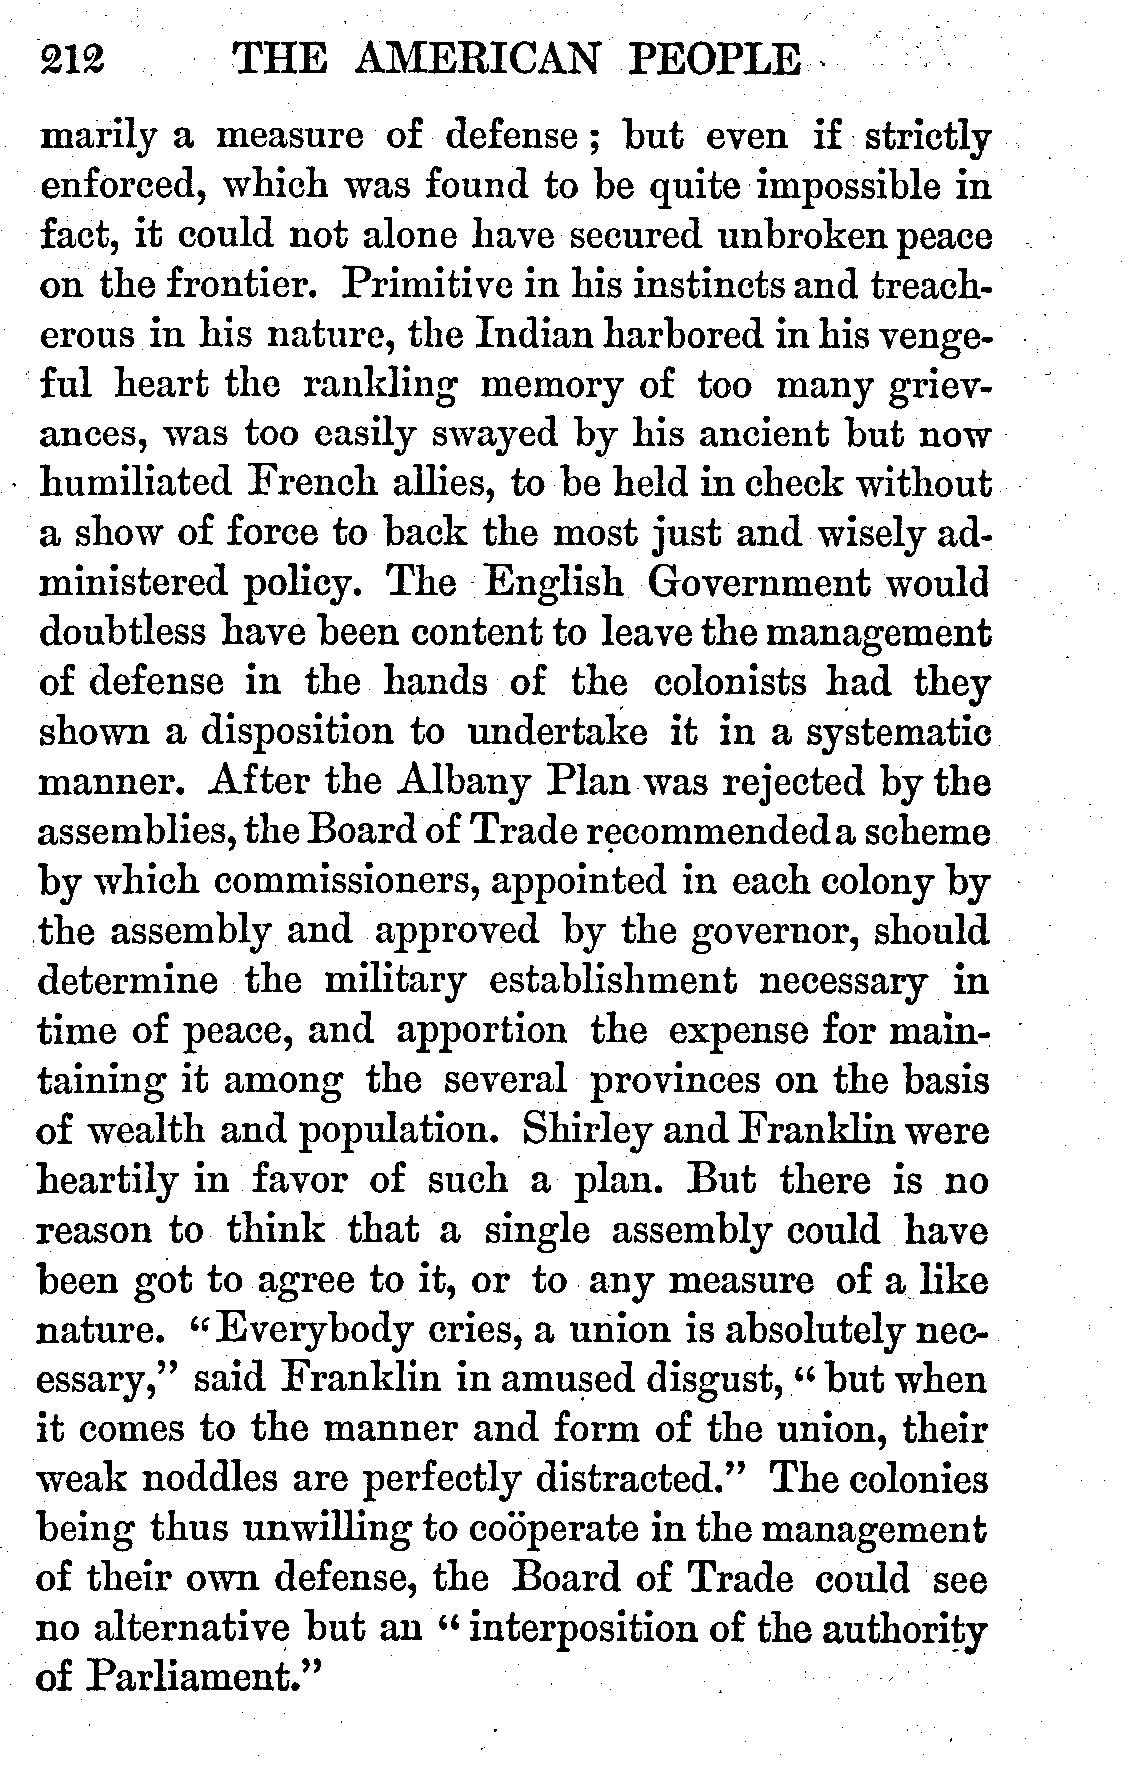 212 THE AMERICAN PEOPLE
marily a measure of defense ; but even if strictly
enforced, which was found to be quite impossible in
fact, it could not alone have secured unbroken peace
on the frontier. Primitive in his instincts and treach-
erous in his nature, the Indian harbored in his venge-
ful heart the rankling memory of too many griev-
ances, was too easily swayed by his ancient but now
humiliated French allies, to be held in check without
a show of force to back the most just and wisely ad-
ministered policy. The English Government would
doubtless have been content to leave the management
of defense in the hands of the colonists had they
shown a disposition to undertake it in a systematic
manner. After the Albany Plan was rejected by the
assemblies, the Board of Trade recommended a scheme
by which commissioners, appointed in each colony by
the assembly and approved by the governor, should
determine the military establishment necessary in
time of peace, and apportion the expense for main-
taining it among the several provinces on the basis
of wealth and population. Shirley and Franklin were
heartily in favor of such a plan. But there is no
reason to think that a single assembly could have
been got to agree to it, or to any measure of a like
nature. "Everybody cries, a union is absolutely nec-
essary," said Franklin in amused disgust, "but when
it comes to the manner and form of the union, their
weak noddles are perfectly distracted." The colonies
being thus unwilling to coöperate in the management
of their own defense, the Board of Trade could see
no alternative but an "interposition of the authority
of Parliament."